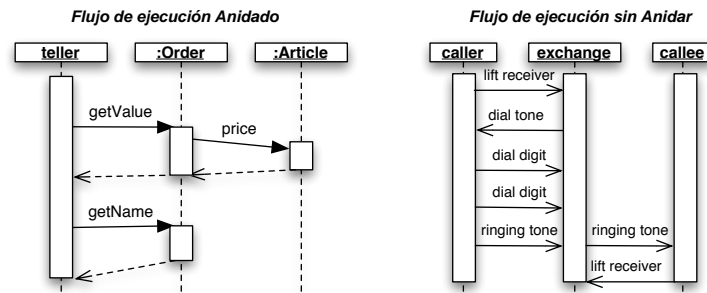 Flujo de ejecución Anidado
teller
:Order
:Article
getValue
price
getName
Flujo de ejecución sin Anidar
caller
exchange
callee
lift receiver
dial tone
dial digit
dial digit
ringing tone
ringing tone
lift receiver